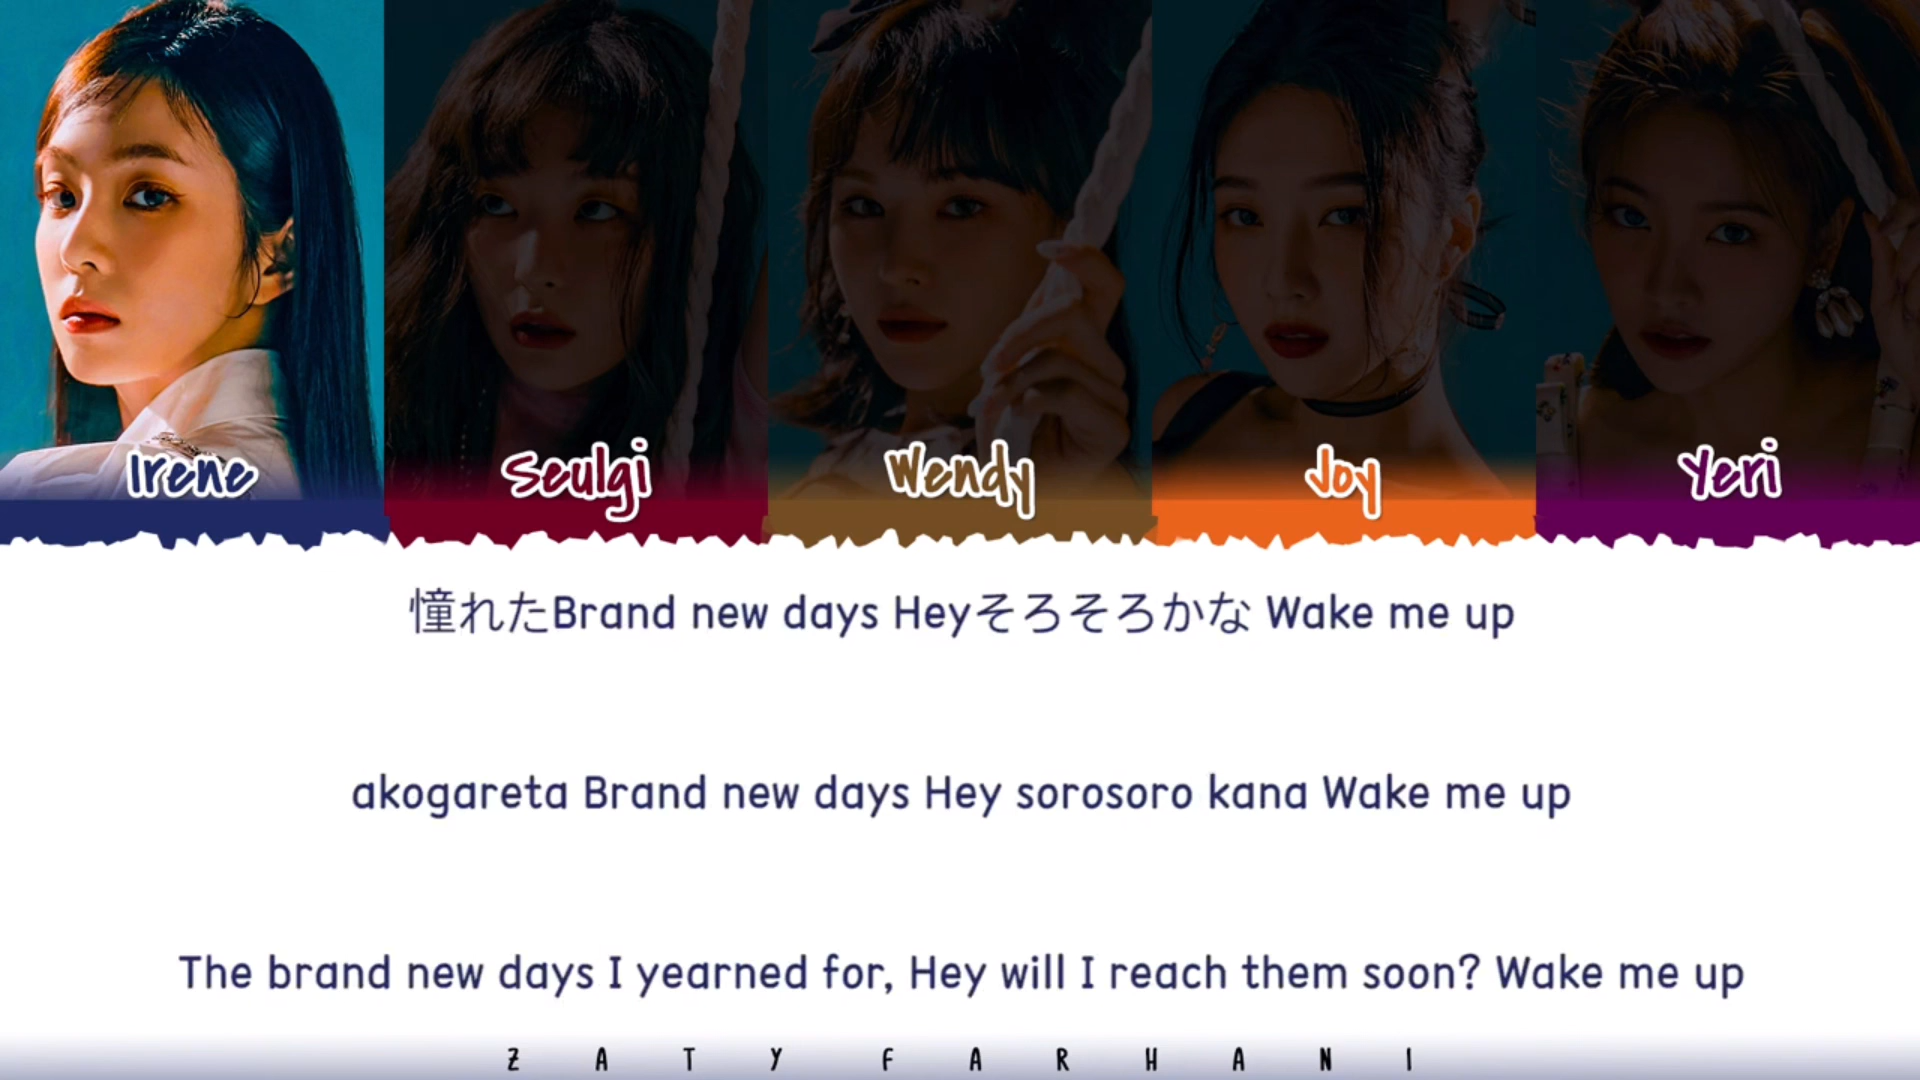 Irene Seulgi Wendy Joy Yeri
憧れたBrand new days Heyそろそろかな Wake me up
akogareta Brand new days Hey sorosoro kana Wake me up
The brand new days I yearned for, Hey will I reach them soon? Wake me up
ZATY FARHANI